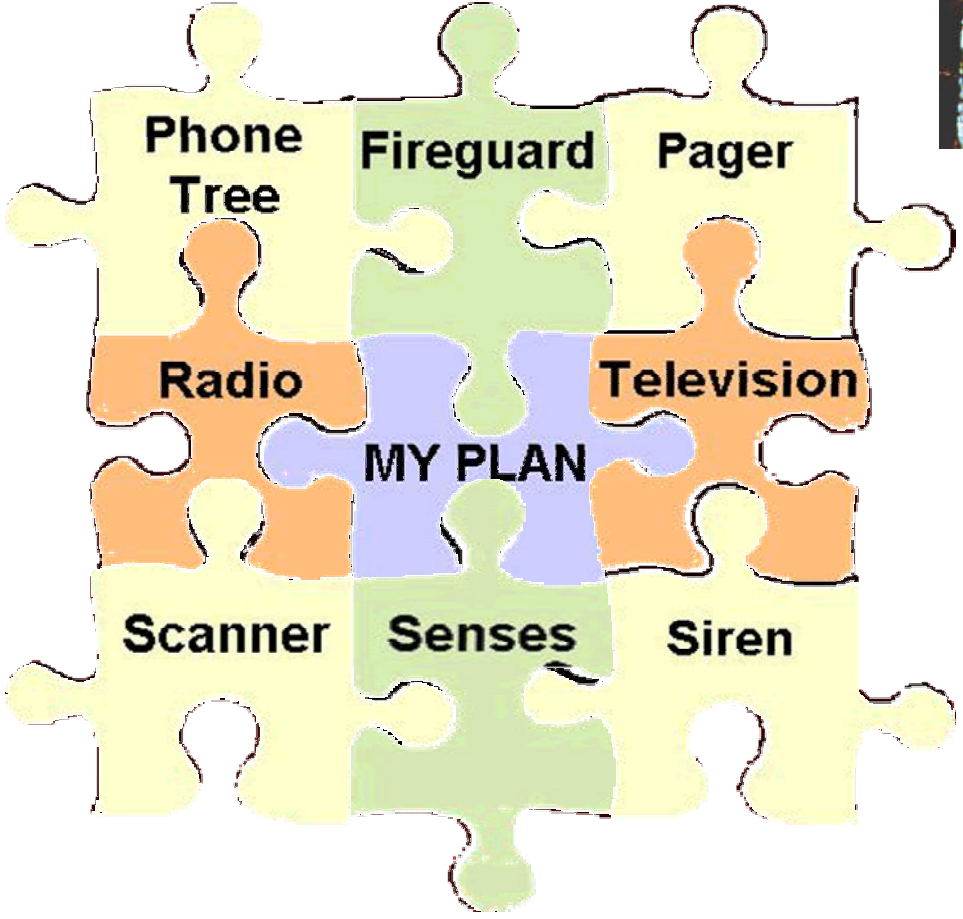 Phone
Tree
Fireguard
Pager
Radio
Television
MY PLAN
Scanner
Senses
Siren